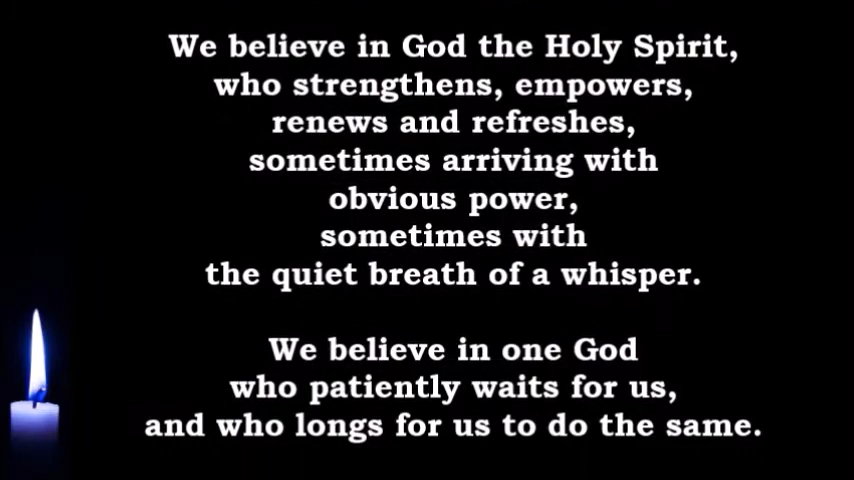 We believe in God the Holy Spirit,
who strengthens, empowers,
renews and refreshes,
sometimes arriving with
obvious power,
sometimes with
the quiet breath of a whisper.
We believe in one God
who patiently waits for us,
and who longs for us to do the same.